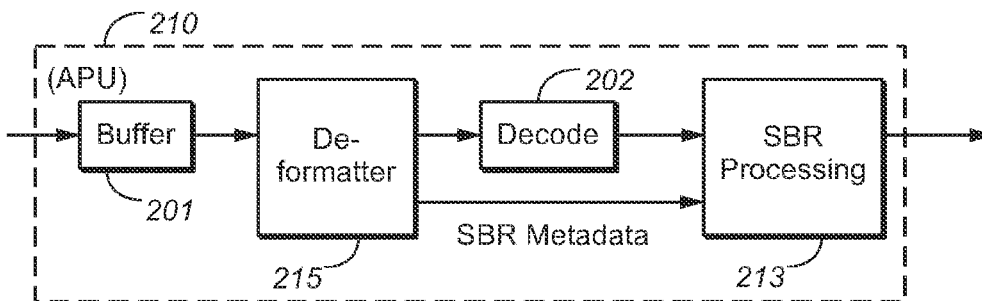 210
(APU)
Buffer
201
De-
formatter
215
202
Decode
SBR Metadata
SBR
Processing
213